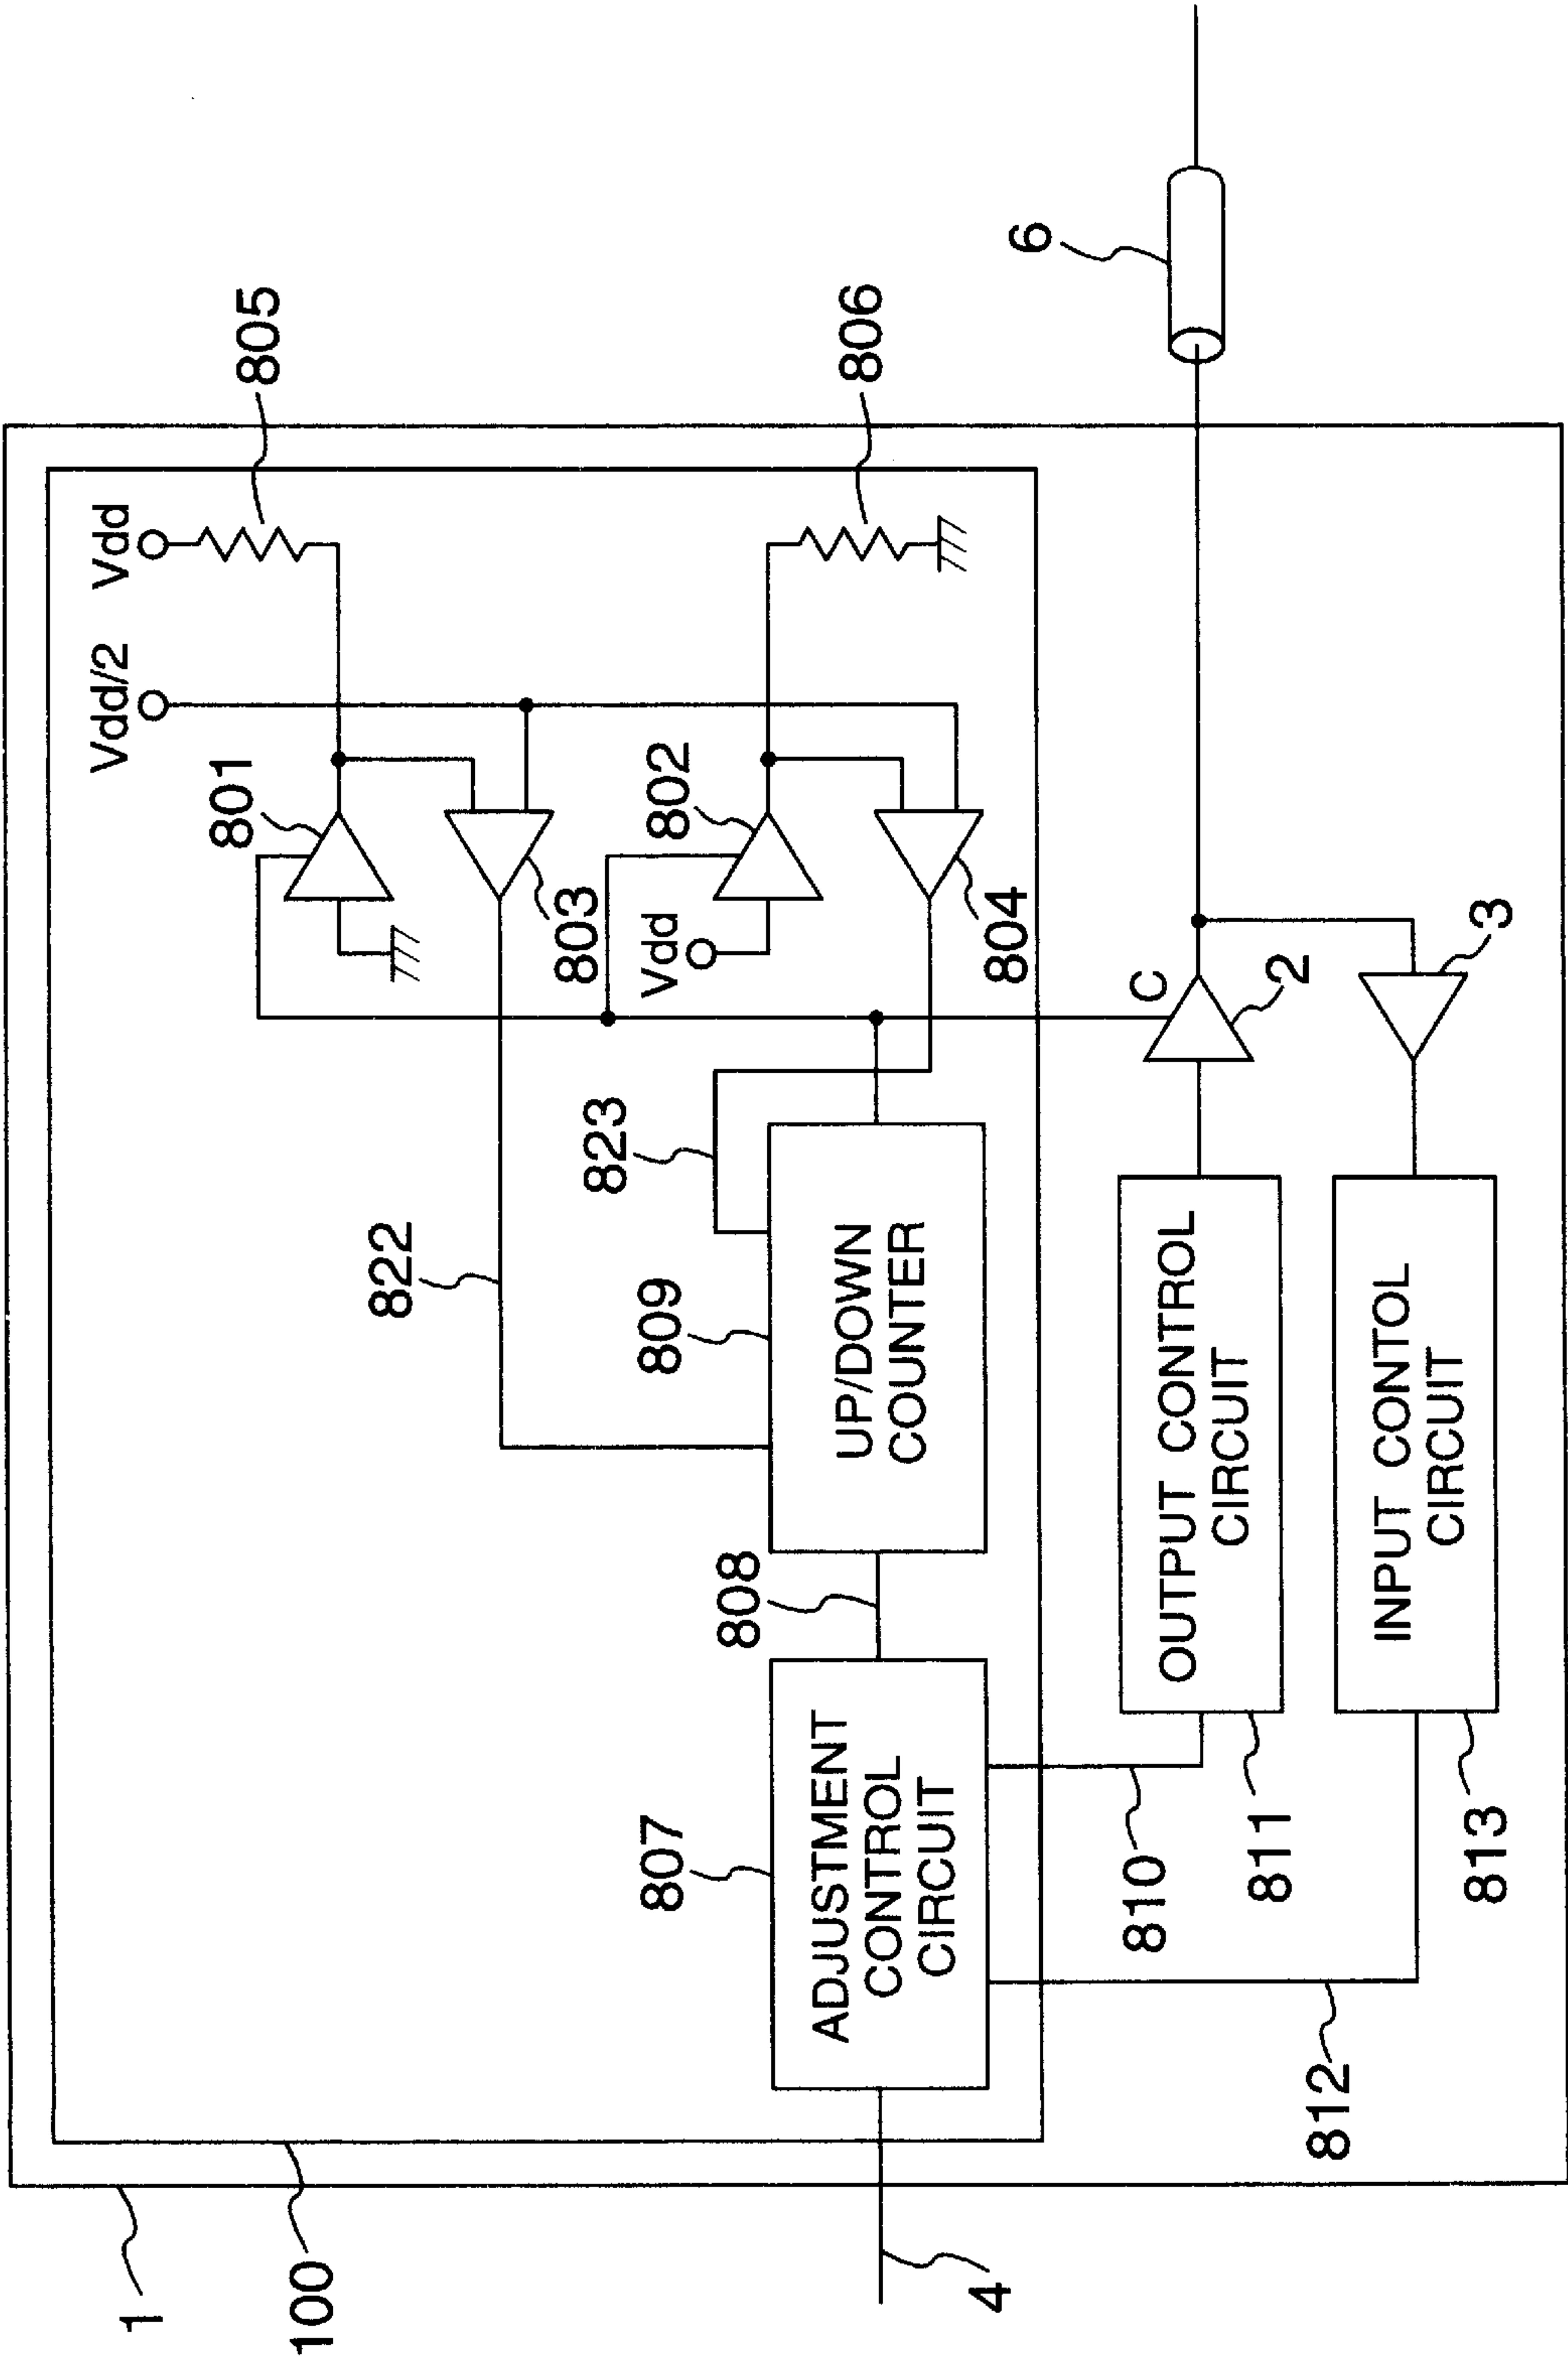 1
100
4
807
ADJUSTMENT
CONTROL
CIRCUIT
808
809
UP/DOWN
COUNTER
822
823
801
803
Vdd/2
Vdd
805
802
Vdd
804
806
6
C
2
3
OUTPUT CONTROL
CIRCUIT
811
810
INPUT CONTOL
CIRCUIT
813
812